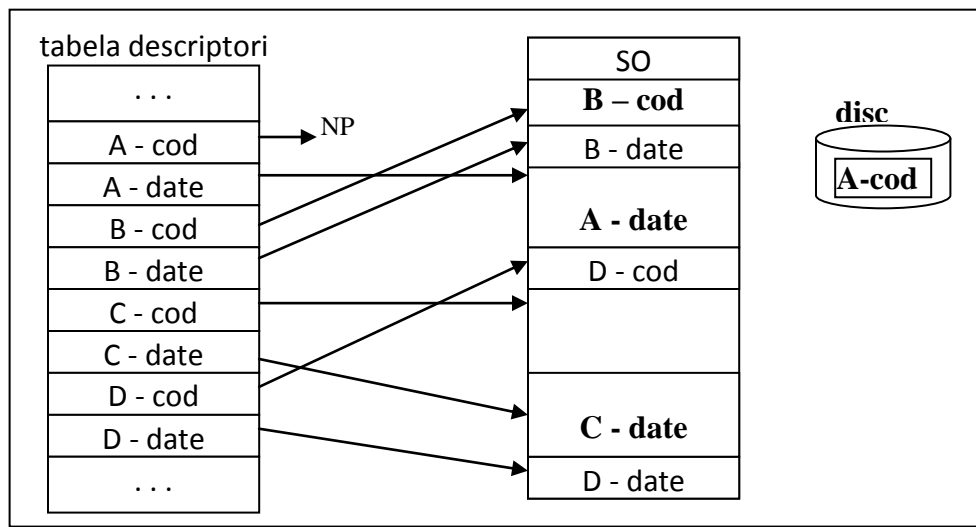 tabela descriptori
. . .
A - cod
A - date
B - cod
B - date
C - cod
C - date
D - cod
D - date
. . .
NP
SO
B – cod
B - date
A - date
D - cod
C - date
D - date
disc
A-cod